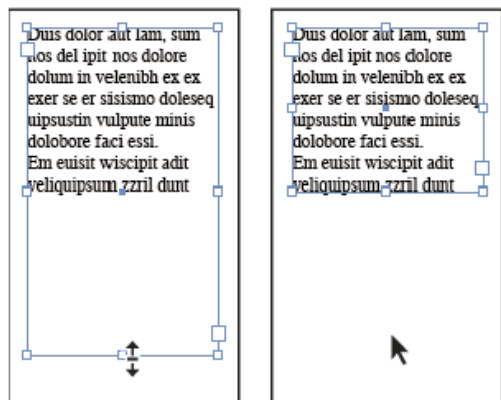 Duis dolor aut lam, sum
nos del ipit nos dolore
dolum in velenibh ex ex
exer se er sisismo doleseq
uipsustin vulpute minis
dolobore faci essi.
Em euisit wiscipit adit
veliquipsum zzril dunt
Duis dolor aut lam, sum
nos del ipit nos dolore
dolum in velenibh ex ex
exer se er sisismo doleseq
uipsustin vulpute minis
dolobore faci essi.
Em euisit wiscipit adit
veliquipsum zzril dunt